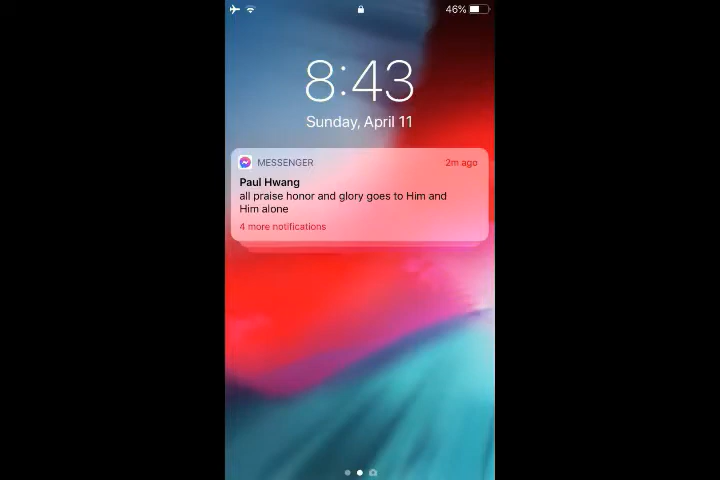 46%
8:43
Sunday, April 11
MESSENGER 2m ago
Paul Hwang
all praise honor and glory goes to Him and
Him alone
4 more notifications